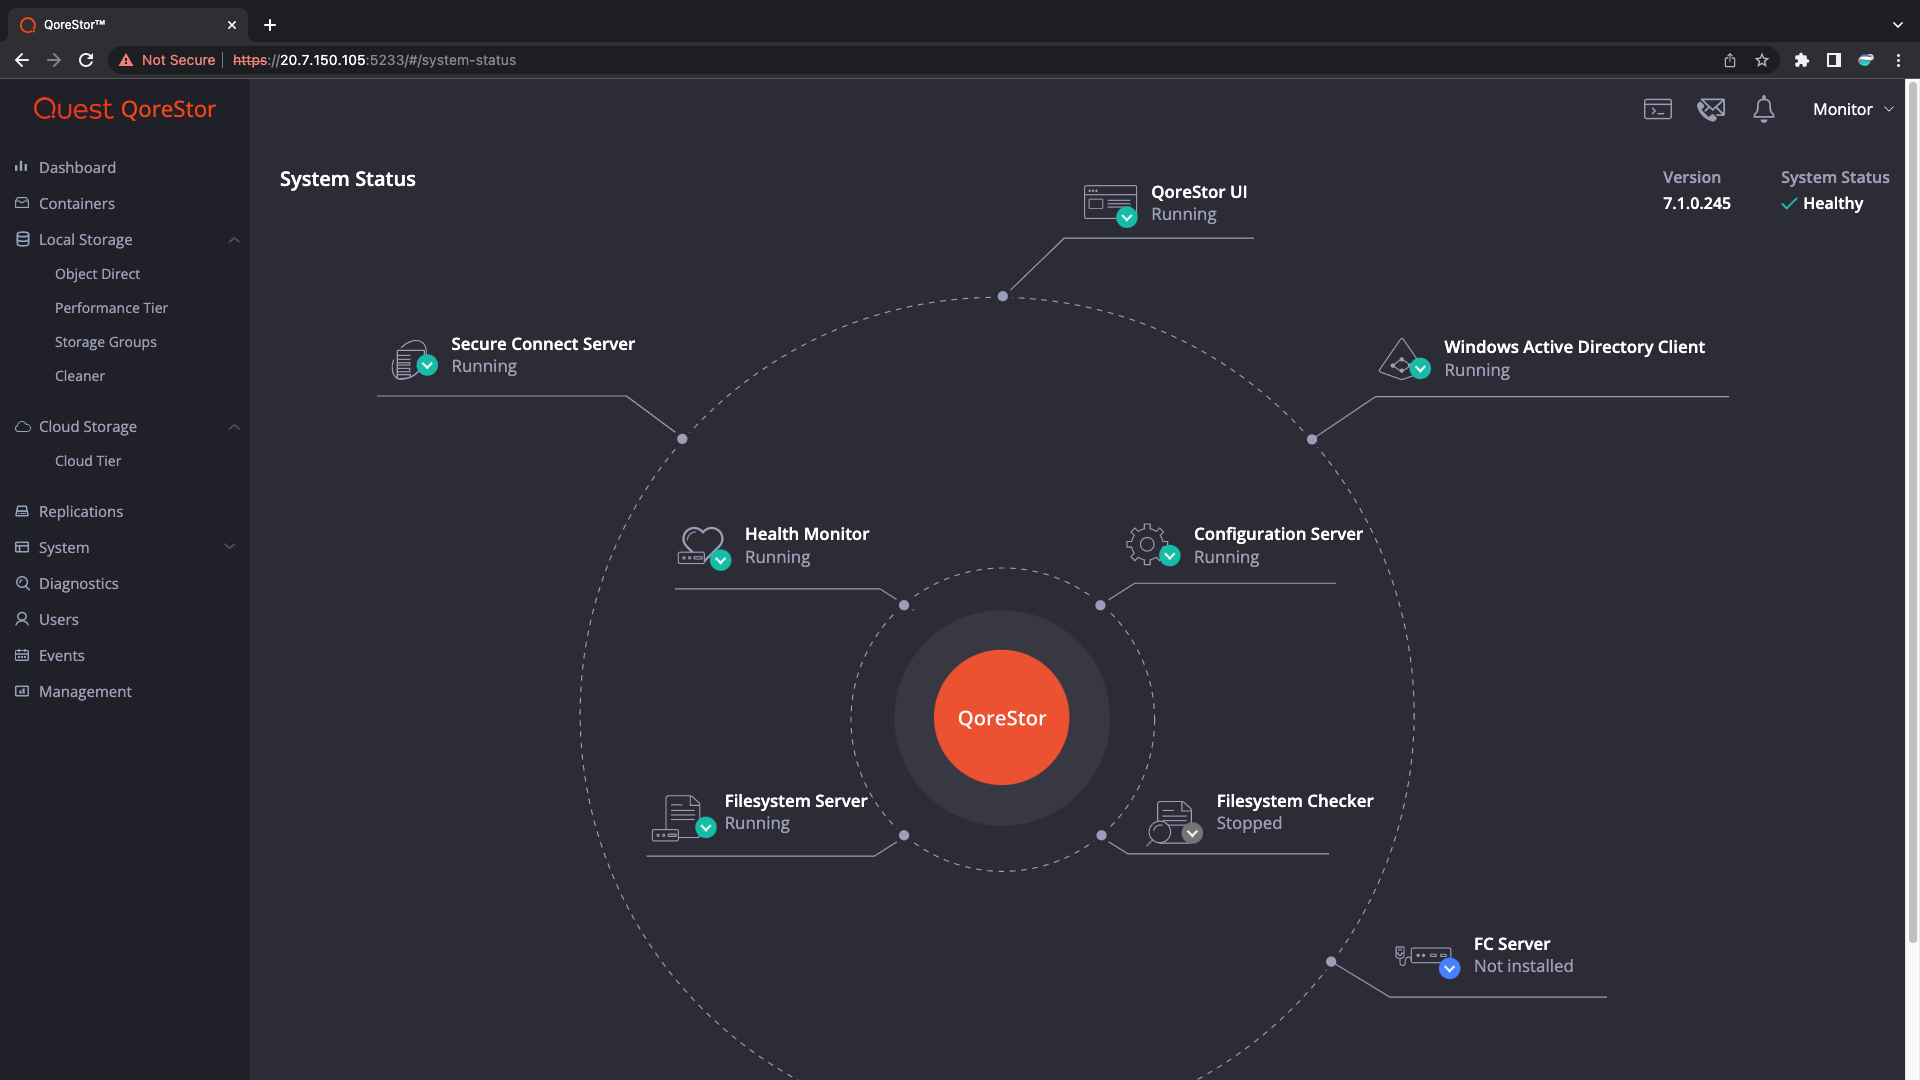 QoreStor™
Not Secure https://20.7.150.105:5233/#/system-status
Quest QoreStor
Monitor
Dashboard
Containers
Local Storage
Object Direct
Performance Tier
Storage Groups
Cleaner
Cloud Storage
Cloud Tier
Replications
System
Diagnostics
Users
Events
Management
System Status
Version
7.1.0.245
System Status
Healthy
QoreStor UI
Running
Secure Connect Server
Running
Windows Active Directory Client
Running
Health Monitor
Running
Configuration Server
Running
QoreStor
Filesystem Server
Running
Filesystem Checker
Stopped
FC Server
Not installed